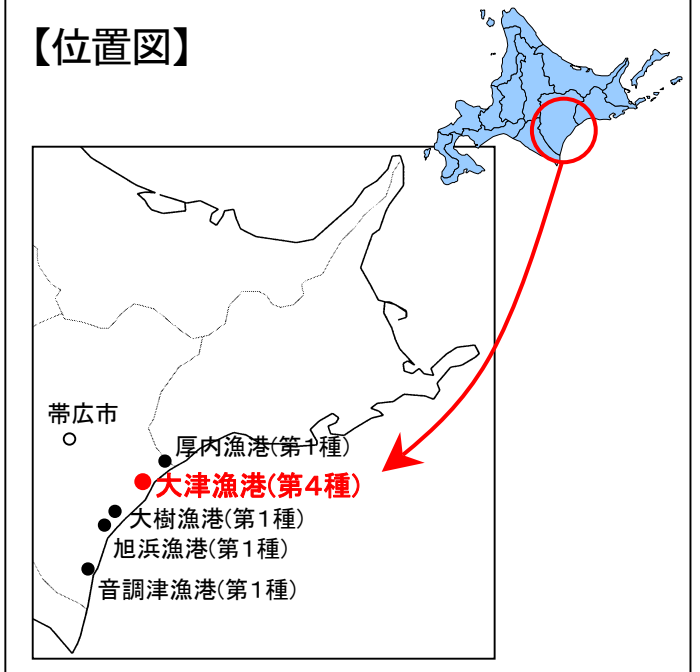 【位置図】
帯広市
厚内漁港(第1種)
大津漁港(第4種)
大樹漁港(第1種)
旭浜漁港(第1種)
音調津漁港(第1種)